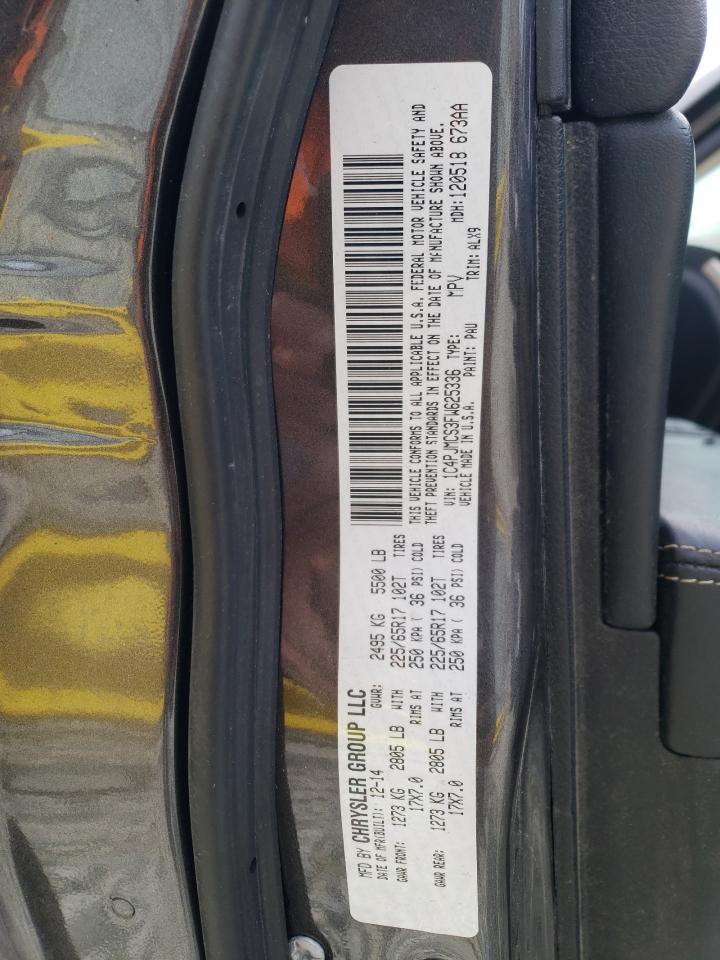 MFD BY CHRYSLER GROUP LLC
DATE OF MFR(BUILT): 12-14 GVWR: 2495 KG 5500 LB
GAWR FRONT: 1273 KG 2805 LB WITH 225/65R17 102T TIRES
17X7.0 RIMS AT 250 KPA ( 36 PSI) COLD
GAWR REAR: 1273 KG 2805 LB WITH 225/65R17 102T TIRES
17X7.0 RIMS AT 250 KPA ( 36 PSI) COLD
THIS VEHICLE CONFORMS TO ALL APPLICABLE U.S.A. FEDERAL MOTOR VEHICLE SAFETY AND
THEFT PREVENTION STANDARDS IN EFFECT ON THE DATE OF MANUFACTURE SHOWN ABOVE.
VIN: 1C4PJMCS3FW625336 TYPE: MPV MDH:120518 673AA
VEHICLE MADE IN U.S.A. PAINT: PAU TRIM: ALX9